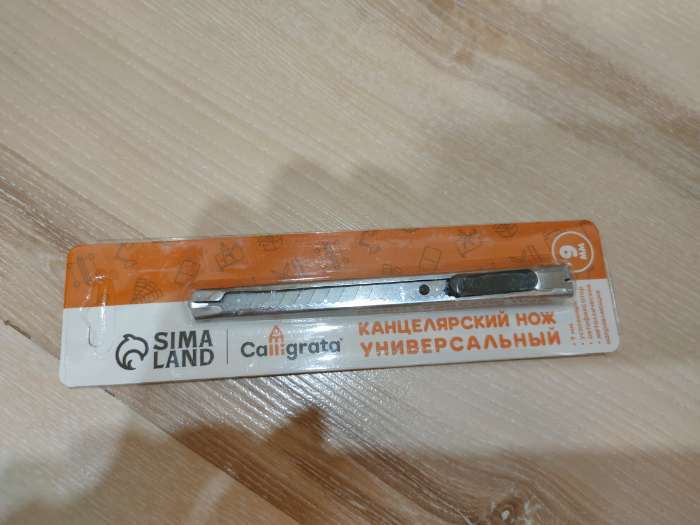 9
мм
SIMA
LAND
Calligrata
КАНЦЕЛЯРСКИЙ НОЖ
УНИВЕРСАЛЬНЫЙ